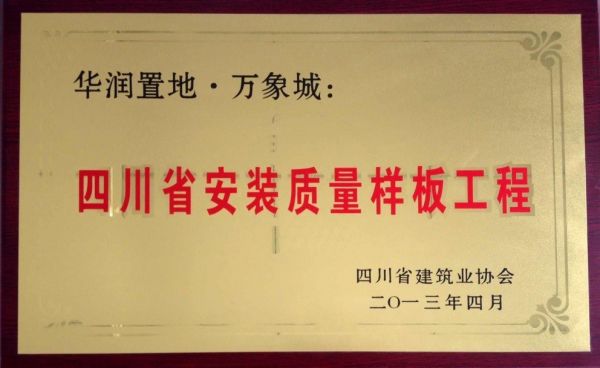 华润置地·万象城：
四川省安装质量样板工程
四川省建筑业协会
二〇一三年四月